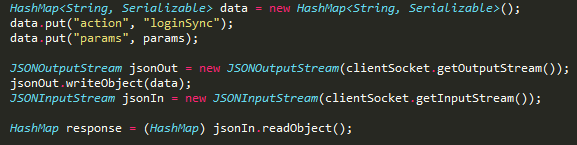 HashMap<String, Serializable> data = new HashMap<String, Serializable>();
data.put("action", "loginSync");
data.put("params", params);
JSONOutputStream jsonOut = new JSONOutputStream(clientSocket.getOutputStream());
jsonOut.writeObject(data);
JSONInputStream jsonIn = new JSONInputStream(clientSocket.getInputStream());
HashMap response = (HashMap) jsonIn.readObject();